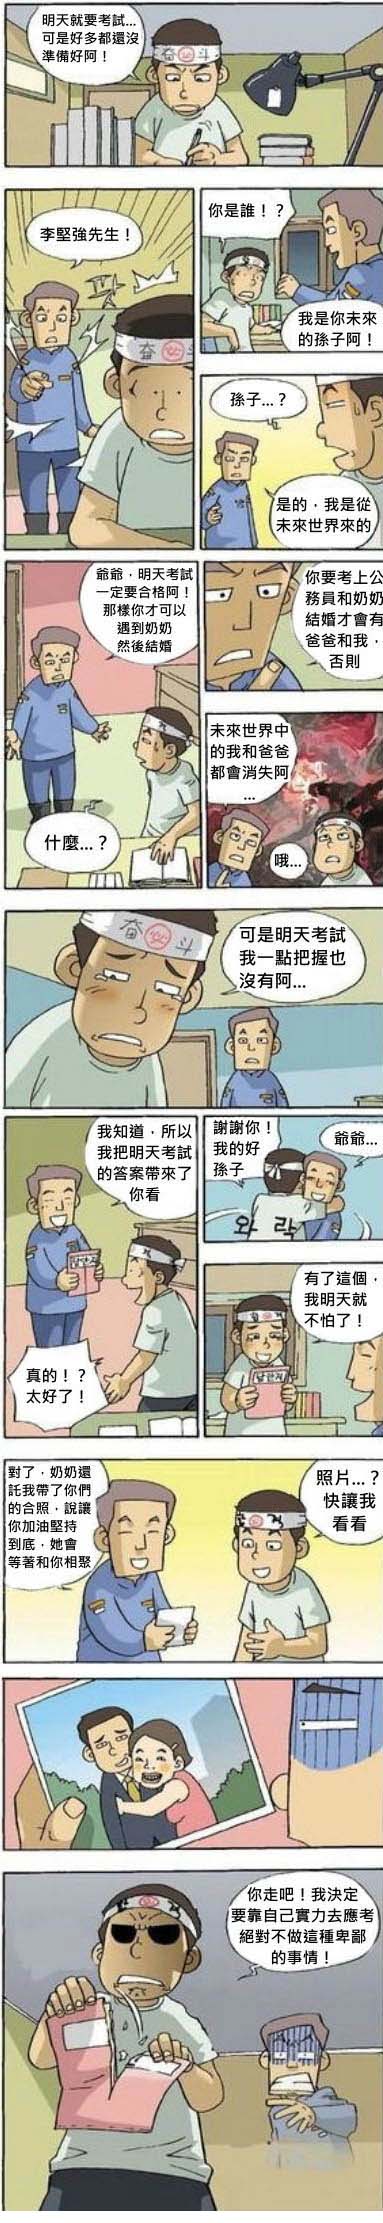 明天就要考試...
可是好多都還沒
準備好阿！
奋 斗
李堅強先生！
奋 斗
你是誰！？
我是你未來
的孫子阿！
孫子...？
是的，我是從
未來世界來的
爺爺，明天考試
一定要合格阿！
那樣你才可以
遇到奶奶
然後結婚
什麼...？
你要考上公
務員和奶奶
結婚才會有
爸爸和我，
否則
未來世界中
的我和爸爸
都會消失阿
...
哦...
奋 斗
可是明天考試
我一點把握也
沒有阿...
我知道，所以
我把明天考試
的答案帶來了
你看
답안지
真的！？
太好了！
謝謝你！
我的好
孫子
爺爺...
와락
有了這個，
我明天就
不怕了！
답안지
對了，奶奶還
託我帶了你們
的合照，說讓
你加油堅持
到底，她會
等著和你相聚
照片...？
快讓我
看看
你走吧！我決定
要靠自己實力去應考
絕對不做這種卑鄙
的事情！